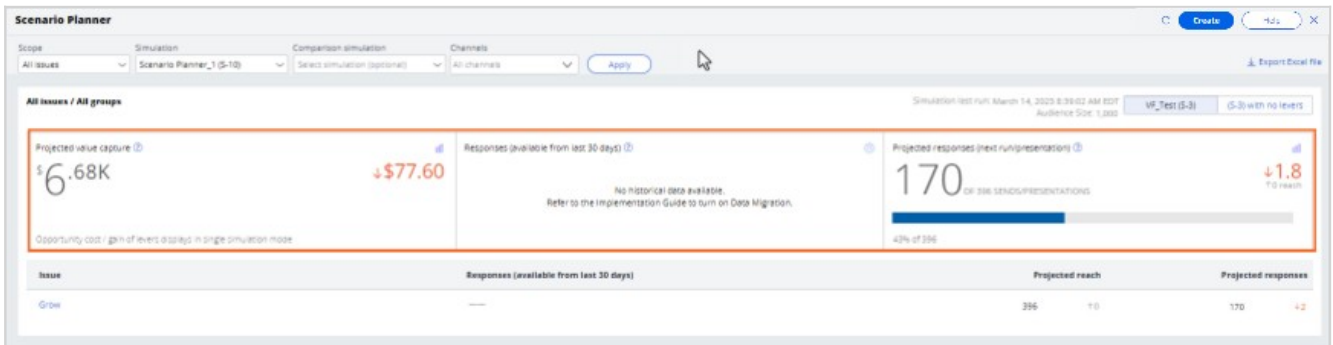 Scenario Planner
Create
Scope
Simulation
Comparison simulation
Channels
All issues
Scenario Planner_1 (S-10)
Select simulation (optional)
All channels
Apply
Export Excel file
All issues / All groups
Simulation last run: March 14, 2025 8:39:02 AM EDT
Audience Size: 1,000
VF_Test (S-3)
(S-3) with no levers
Projected value capture
$6.68K
↓$77.60
Opportunity cost / gain of levers displays in single simulation mode
Responses (available from last 30 days)
No historical data available.
Refer to the Implementation Guide to turn on Data Migration.
Projected responses (next run/presentation)
170 OF 396 SENDS/PRESENTATIONS
↓1.8
↑0 reach
43% of 396
Issue
Responses (available from last 30 days)
Projected reach
Projected responses
Grow
-----
396
↑0
170
↓2